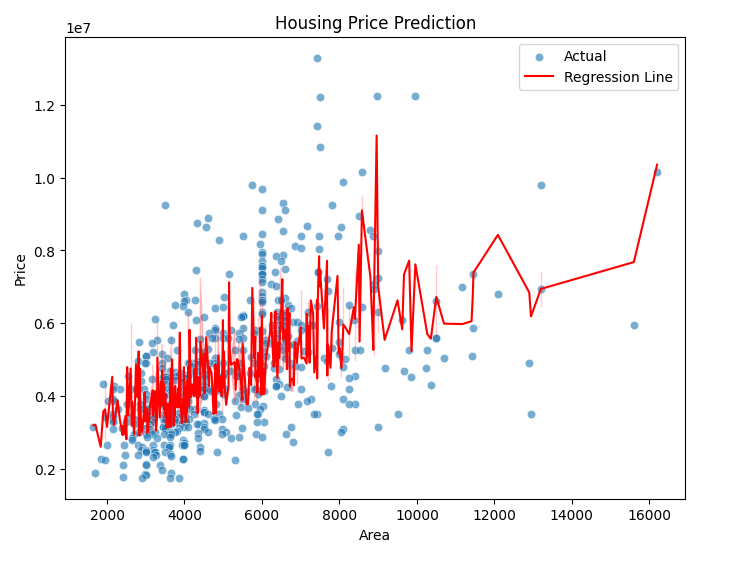 Housing Price Prediction
1e7
Actual
Regression Line
1.2
1.0
0.8
0.6
0.4
0.2
Price
2000 4000 6000 8000 10000 12000 14000 16000
Area